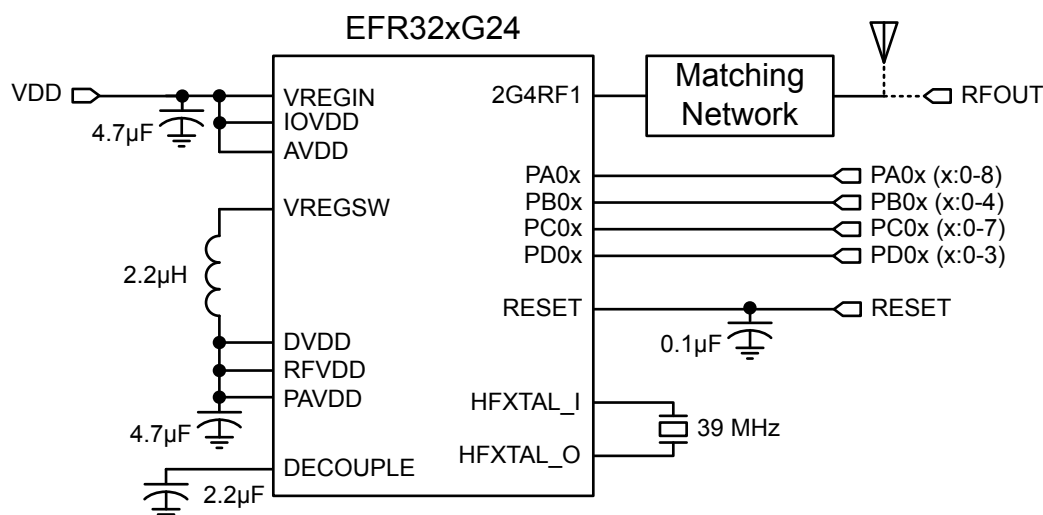 EFR32xG24
VDD
4.7µF
VREGIN
IOVDD
AVDD
VREGSW
2.2µH
DVDD
RFVDD
PAVDD
4.7µF
DECOUPLE
2.2µF
2G4RF1
Matching
Network
RFOUT
PA0x
PA0x (x:0-8)
PB0x
PB0x (x:0-4)
PC0x
PC0x (x:0-7)
PD0x
PD0x (x:0-3)
RESET
RESET
0.1µF
HFXTAL_I
39 MHz
HFXTAL_O